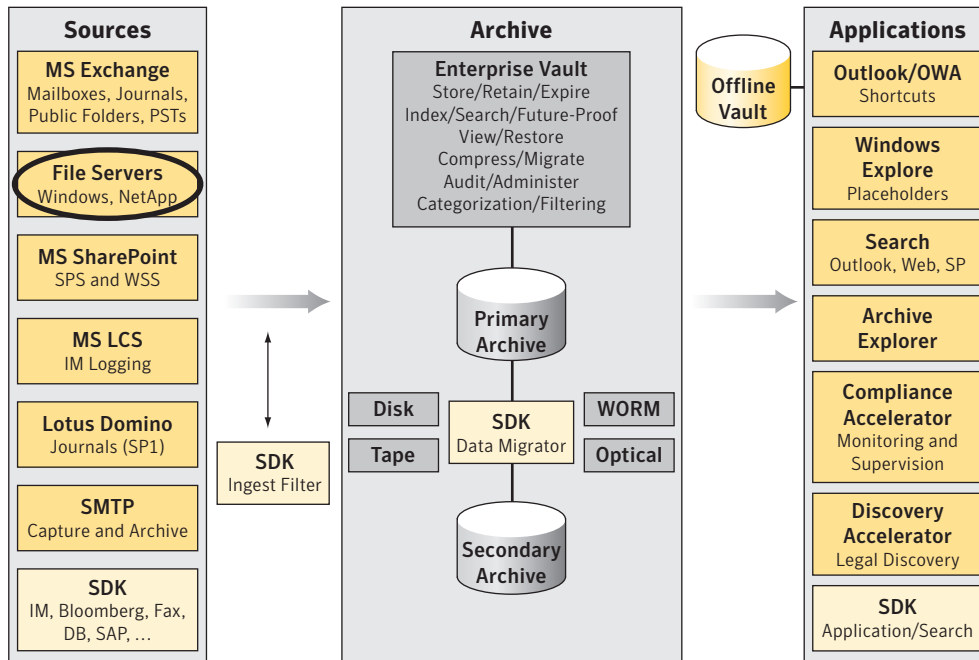 Sources
MS Exchange
Mailboxes, Journals,
Public Folders, PSTs
File Servers
Windows, NetApp
MS SharePoint
SPS and WSS
MS LCS
IM Logging
Lotus Domino
Journals (SP1)
SMTP
Capture and Archive
SDK
IM, Bloomberg, Fax,
DB, SAP, ...
SDK
Ingest Filter
Archive
Enterprise Vault
Store/Retain/Expire
Index/Search/Future-Proof
View/Restore
Compress/Migrate
Audit/Administer
Categorization/Filtering
Primary
Archive
Disk
Tape
SDK
Data Migrator
WORM
Optical
Secondary
Archive
Offline
Vault
Applications
Outlook/OWA
Shortcuts
Windows
Explore
Placeholders
Search
Outlook, Web, SP
Archive
Explorer
Compliance
Accelerator
Monitoring and
Supervision
Discovery
Accelerator
Legal Discovery
SDK
Application/Search